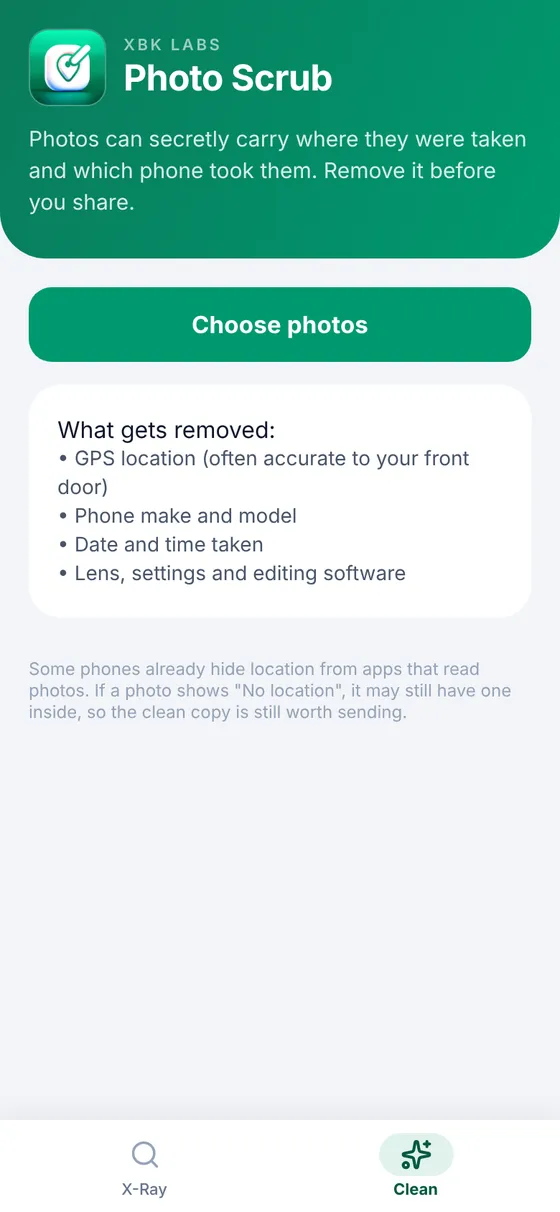 XBK LABS
Photo Scrub
Photos can secretly carry where they were taken
and which phone took them. Remove it before
you share.
Choose photos
What gets removed:
• GPS location (often accurate to your front
door)
• Phone make and model
• Date and time taken
• Lens, settings and editing software
Some phones already hide location from apps that read
photos. If a photo shows "No location", it may still have one
inside, so the clean copy is still worth sending.
X-Ray
Clean